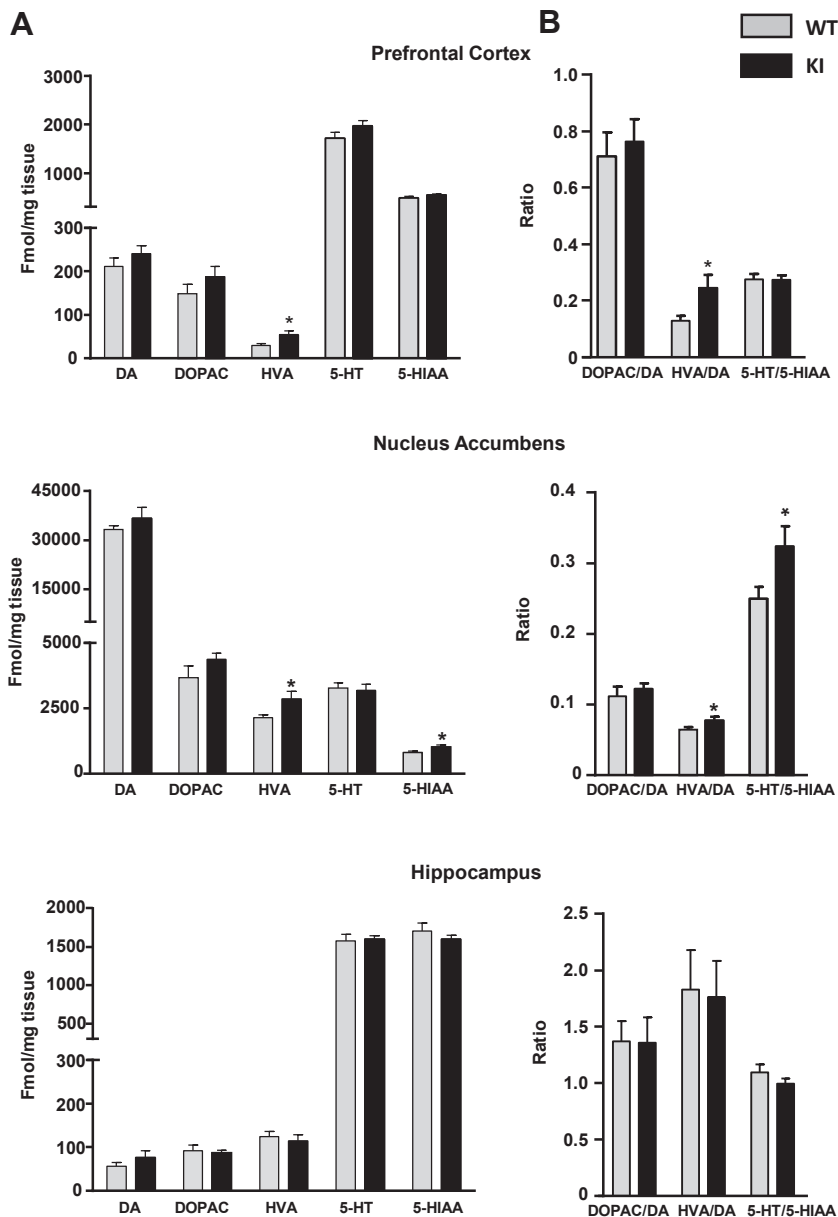 A
B
WT
KI
Prefrontal Cortex
Fmol/mg tissue
3000
2000
1000
300
200
100
0
DA DOPAC HVA 5-HT 5-HIAA
*
Ratio
1.0
0.8
0.6
0.4
0.2
0
DOPAC/DA HVA/DA 5-HT/5-HIAA
*
Nucleus Accumbens
Fmol/mg tissue
45000
30000
15000
5000
2500
0
DA DOPAC HVA 5-HT 5-HIAA
*
*
Ratio
0.4
0.3
0.2
0.1
0
DOPAC/DA HVA/DA 5-HT/5-HIAA
*
*
Hippocampus
Fmol/mg tissue
2000
1500
1000
500
200
100
100
0
DA DOPAC HVA 5-HT 5-HIAA
Ratio
2.5
2.0
1.5
1.0
0.5
0
DOPAC/DA HVA/DA 5-HT/5-HIAA